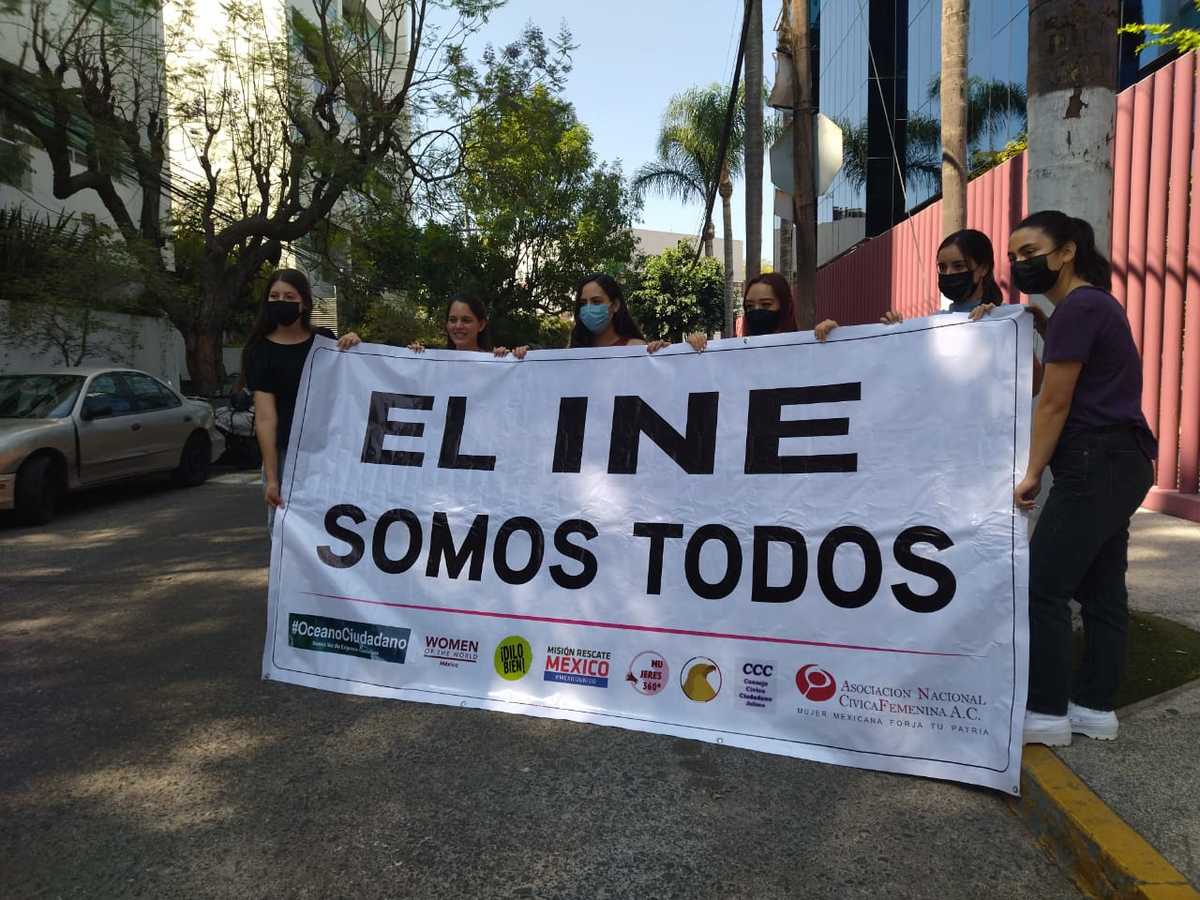 EL INE
SOMOS TODOS
#OceanoCiudadano
WOMEN
OF THE WORLD
México
¡DILO
BIEN!
MISIÓN RESCATE
MÉXICO
MU
JERES
360º
CCC
Consejo
Cívico
Ciudadano
Jalisco
ASOCIACION NACIONAL
CIVICAFEMENINA A.C.
MUJER MEXICANA FORJA TU PATRIA